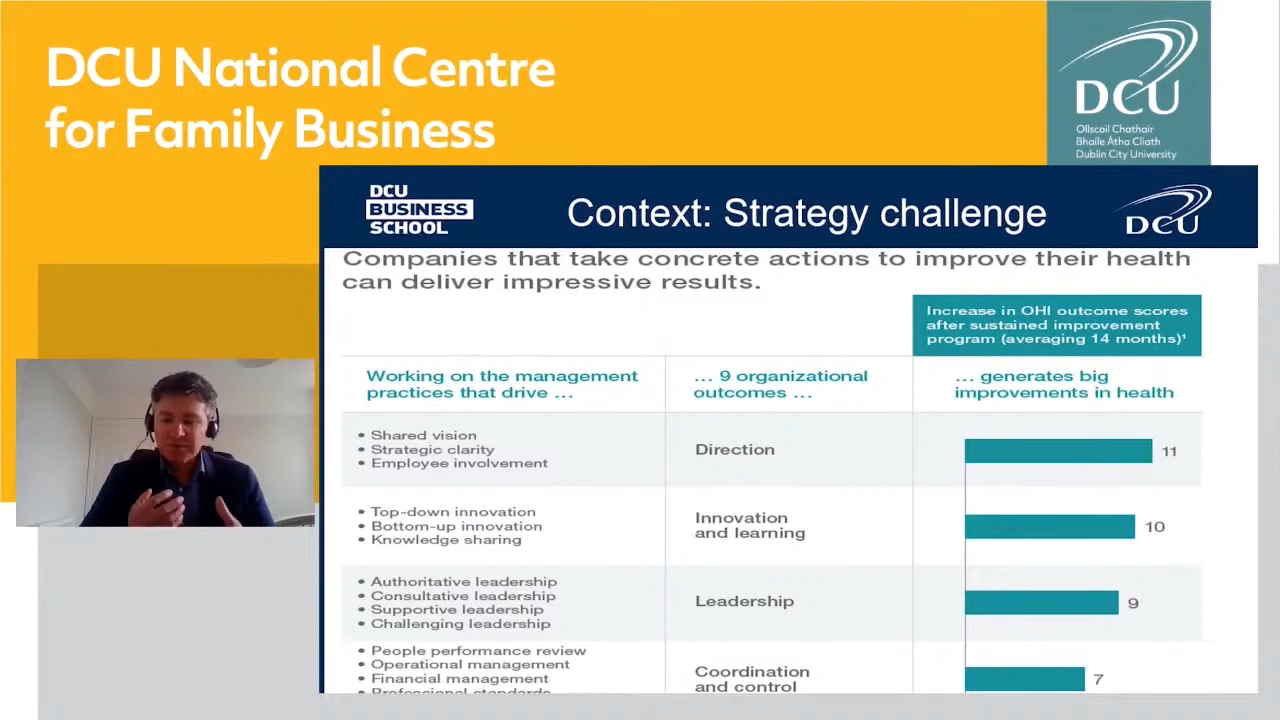 DCU National Centre
for Family Business
DCU
Ollscoil Chathair
Bhaile Átha Cliath
Dublin City University
DCU
BUSINESS
SCHOOL
Context: Strategy challenge
DCU
Companies that take concrete actions to improve their health
can deliver impressive results.
Increase in OHI outcome scores
after sustained improvement
program (averaging 14 months)¹
Working on the management
practices that drive …
… 9 organizational
outcomes …
… generates big
improvements in health
• Shared vision
• Strategic clarity
• Employee involvement
Direction
11
• Top-down innovation
• Bottom-up innovation
• Knowledge sharing
Innovation
and learning
10
• Authoritative leadership
• Consultative leadership
• Supportive leadership
• Challenging leadership
Leadership
9
• People performance review
• Operational management
• Financial management
• Professional standards
Coordination
and control
7